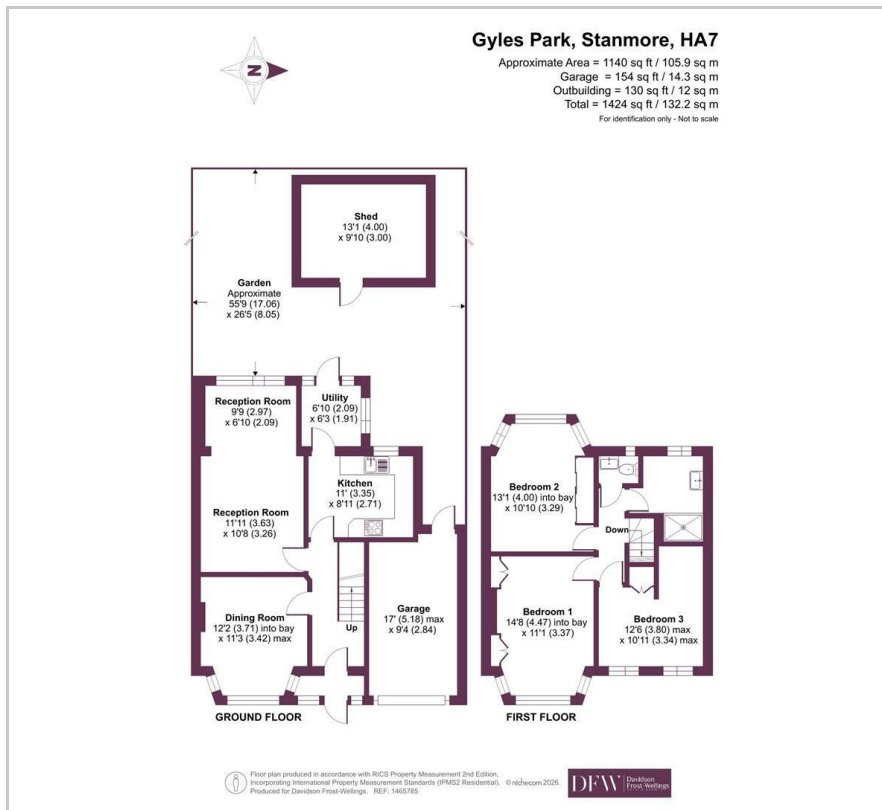 Gyles Park, Stanmore, HA7
Approximate Area = 1140 sq ft / 105.9 sq m
Garage = 154 sq ft / 14.3 sq m
Outbuilding = 130 sq ft / 12 sq m
Total = 1424 sq ft / 132.2 sq m
For identification only - Not to scale
N
Shed
13'1 (4.00)
x 9'10 (3.00)
Garden
Approximate
55'9 (17.06)
x 26'5 (8.05)
Reception Room
9'9 (2.97)
x 6'10 (2.09)
Utility
6'10 (2.09)
x 6'3 (1.91)
Kitchen
11' (3.35)
x 8'11 (2.71)
Reception Room
11'11 (3.63)
x 10'8 (3.26)
Dining Room
12'2 (3.71) into bay
x 11'3 (3.42) max
Up
Garage
17' (5.18) max
x 9'4 (2.84)
GROUND FLOOR
Bedroom 2
13'1 (4.00) into bay
x 10'10 (3.29)
Down
Bedroom 1
14'8 (4.47) into bay
x 11'1 (3.37)
Bedroom 3
12'6 (3.80) max
x 10'11 (3.34) max
FIRST FLOOR
Floor plan produced in accordance with RICS Property Measurement 2nd Edition,
Incorporating International Property Measurement Standards (IPMS2 Residential). © nichecom 2026.
Produced for Davidson Frost-Wellings. REF: 1465785
DFW
Davidson
Frost-Wellings